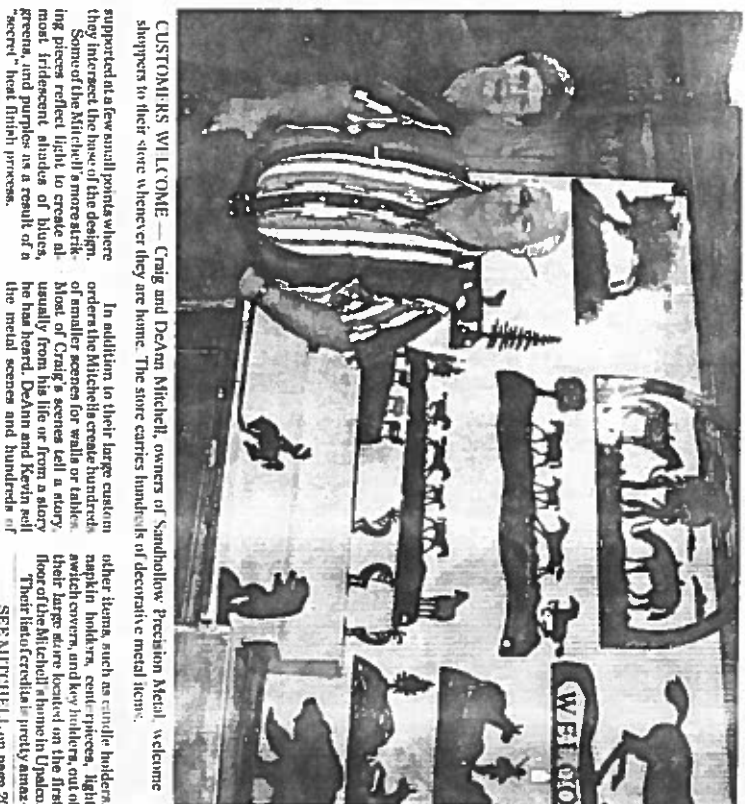 WELCO
CUSTOMERS WELCOME — Craig and DeAnn Mitchell, owners of Sandhollow Precision Metal, welcome
shoppers to their store whenever they are home. The store carries hundreds of decorative metal items.
supported at a few small points where
they intersect the base of the design.
Some of the Mitchell's more strik-
ing pieces reflect light to create al-
most iridescent shades of blues,
greens, and purples as a result of a
"secret" heat finish process.
In addition to their large custom
orders the Mitchells create hundreds
of smaller scenes for walls or tables.
Most of Craig's scenes tell a story,
usually from his life or from a story
he has heard. DeAnn and Kevin sell
the metal scenes and hundreds of
other items, such as candle holders,
napkin holders, centerpieces, light
switch covers, and key holders, out of
their large store located on the first
floor of the Mitchell's home in Upalco.
Their list of credits is pretty amaz-
SEE MITCHELL on page 20